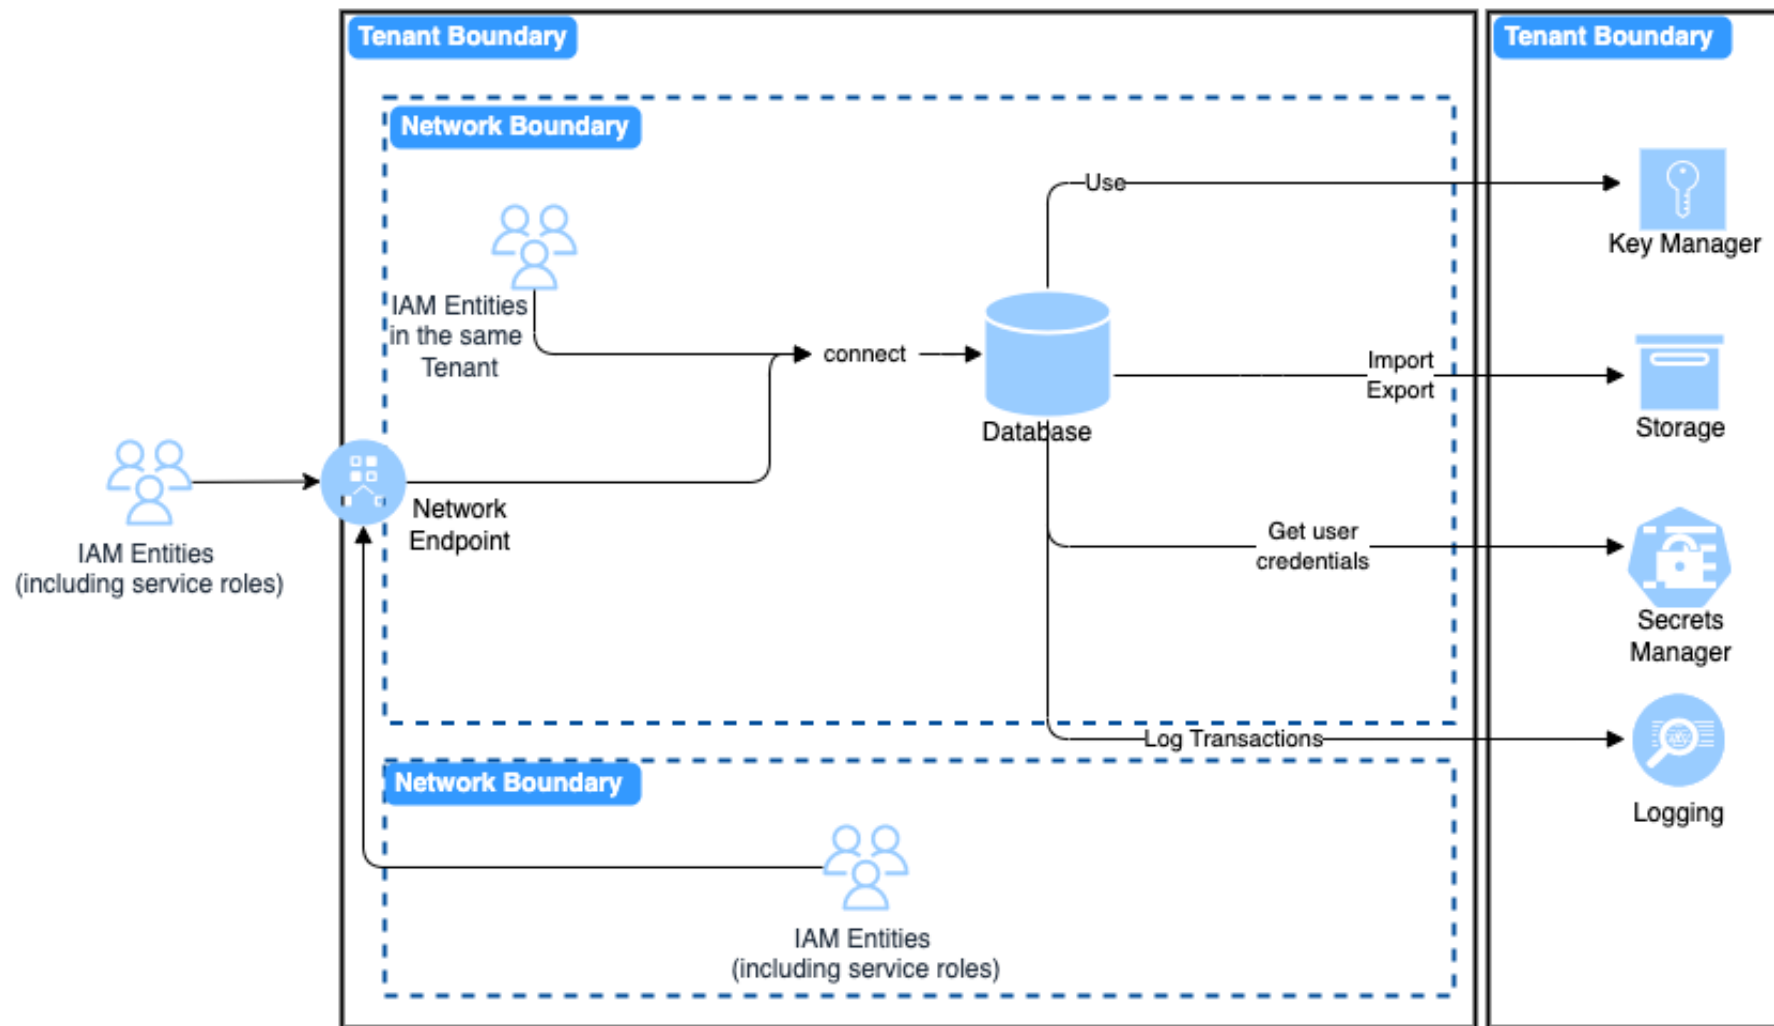 Tenant Boundary
Tenant Boundary
Network Boundary
Use
Key Manager
IAM Entities
in the same
Tenant
connect
Import
Export
Database
Storage
Network
Endpoint
IAM Entities
(including service roles)
Get user
credentials
Secrets
Manager
Log Transactions
Network Boundary
Logging
IAM Entities
(including service roles)